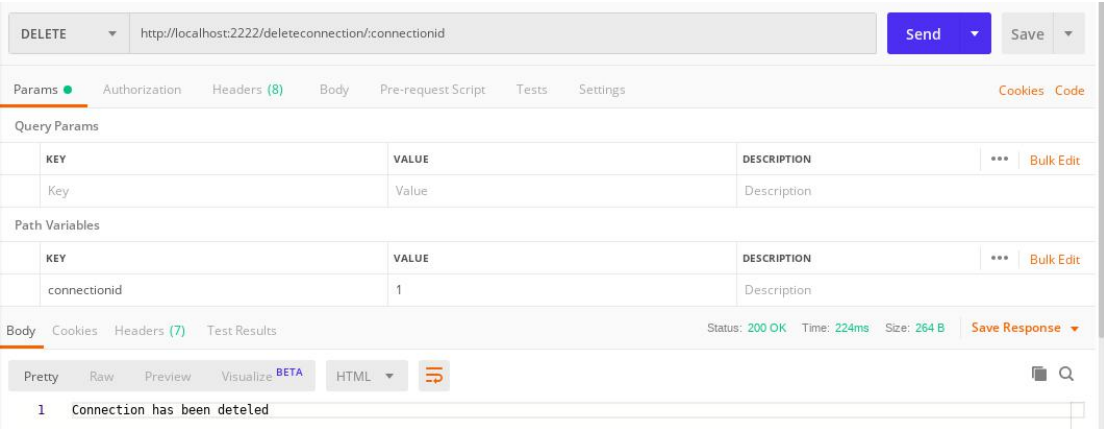 DELETE http://localhost:2222/deleteconnection/:connectionid Send Save
Params Authorization Headers (8) Body Pre-request Script Tests Settings Cookies Code
Query Params
KEY VALUE DESCRIPTION ••• Bulk Edit
Key Value Description
Path Variables
KEY VALUE DESCRIPTION ••• Bulk Edit
connectionid 1 Description
Body Cookies Headers (7) Test Results Status: 200 OK Time: 224ms Size: 264 B Save Response
Pretty Raw Preview Visualize BETA HTML
1 Connection has been deteled